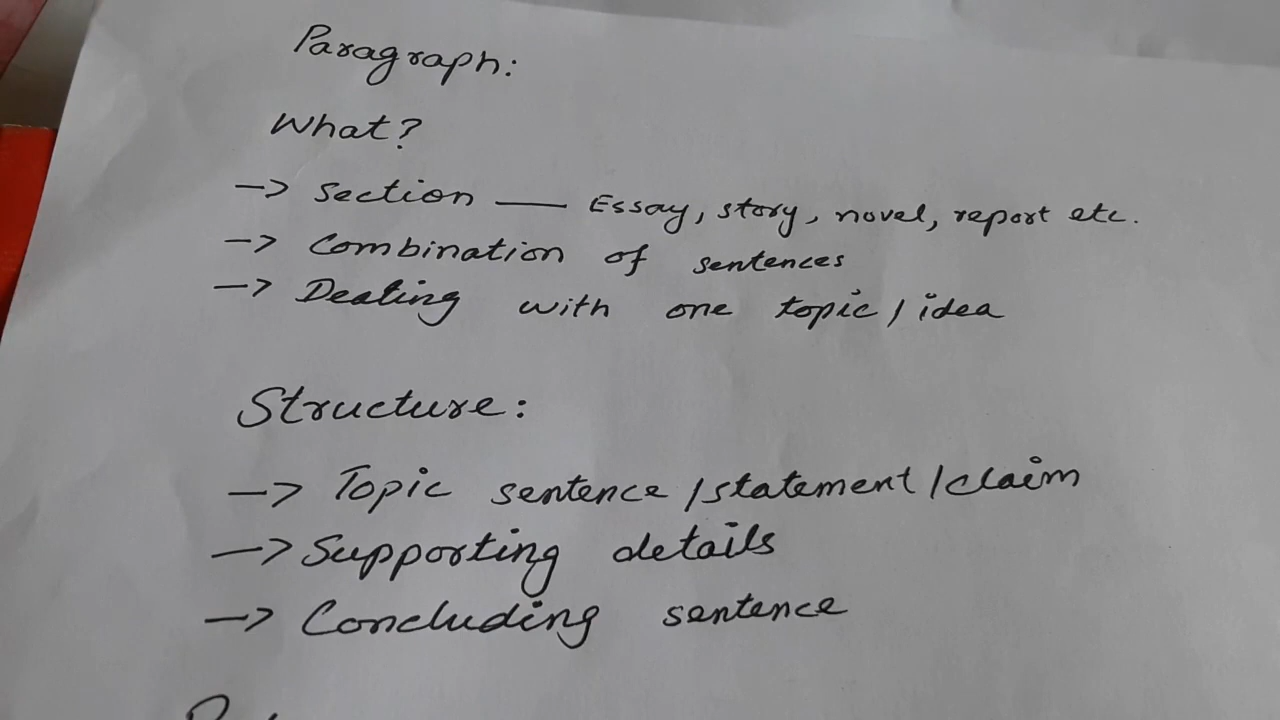 Paragraph:
What?
-> Section — Essay, story, novel, report etc.
-> Combination of sentences
-> Dealing with one topic / idea
Structure:
-> Topic sentence /statement /claim
-> Supporting details
-> Concluding sentence